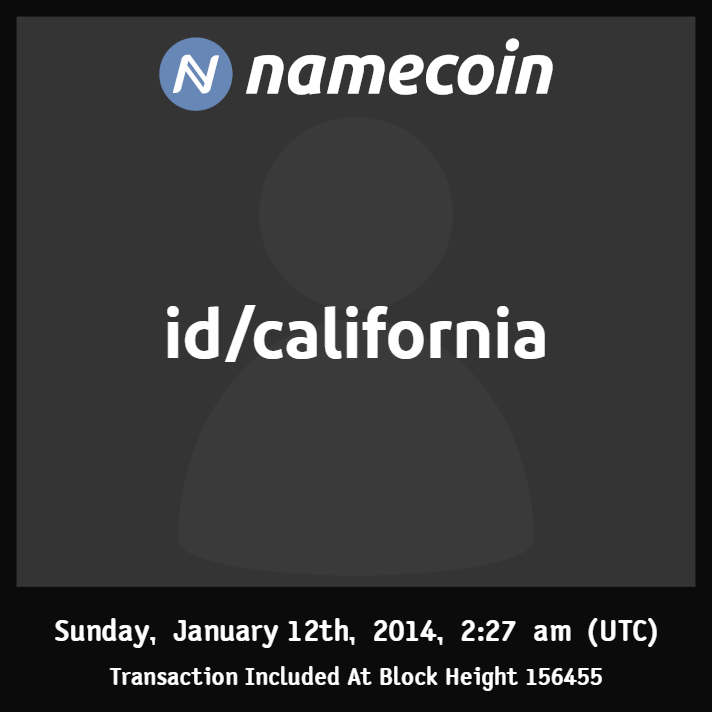 namecoin
id/california
Sunday, January 12th, 2014, 2:27 am (UTC)
Transaction Included At Block Height 156455